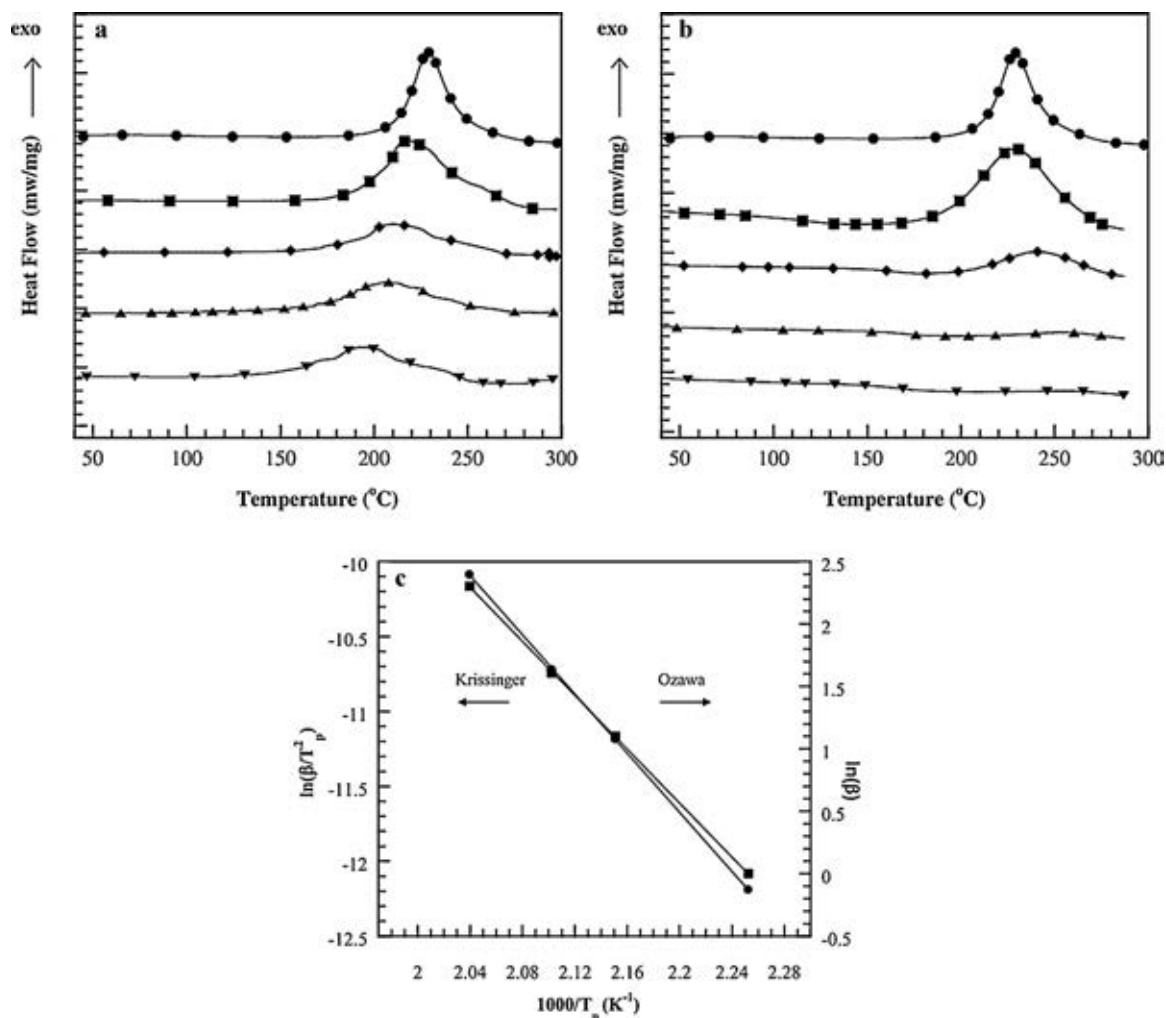 exo
a
Heat Flow (mw/mg)
50 100 150 200 250 300
Temperature (°C)
exo
b
Heat Flow (mw/mg)
50 100 150 200 250 300
Temperature (°C)
c
-10
-10.5
-11
-11.5
-12
-12.5
ln(β/T²p)
Krissinger
Ozawa
2.5
2
1.5
1
0.5
0
-0.5
ln(β)
2 2.04 2.08 2.12 2.16 2.2 2.24 2.28
1000/Tp (K⁻¹)